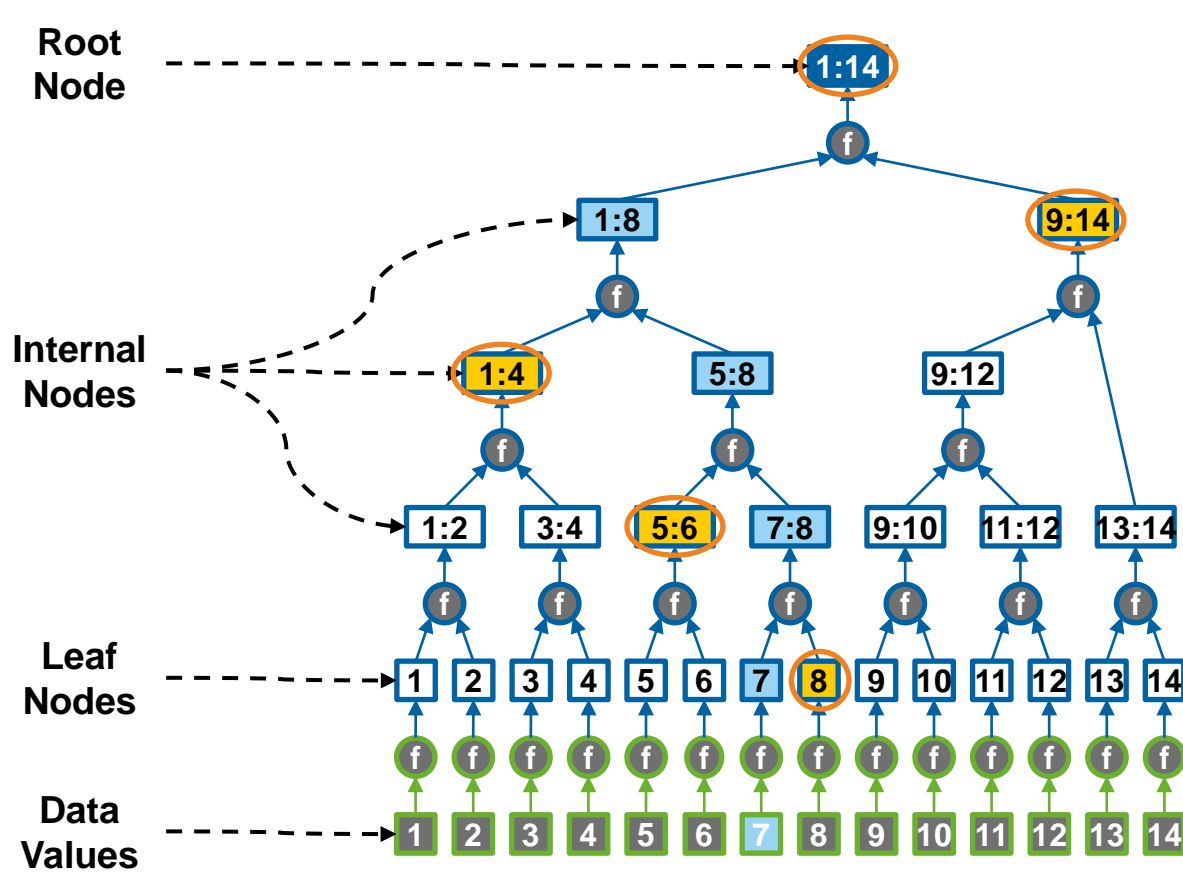 Root
Node
1:14
f
1:8
9:14
f
f
Internal
Nodes
1:4
5:8
9:12
f
f
f
1:2
3:4
5:6
7:8
9:10
11:12
13:14
f
f
f
f
f
f
f
Leaf
Nodes
1
2
3
4
5
6
7
8
9
10
11
12
13
14
f
f
f
f
f
f
f
f
f
f
f
f
f
f
Data
Values
1
2
3
4
5
6
7
8
9
10
11
12
13
14